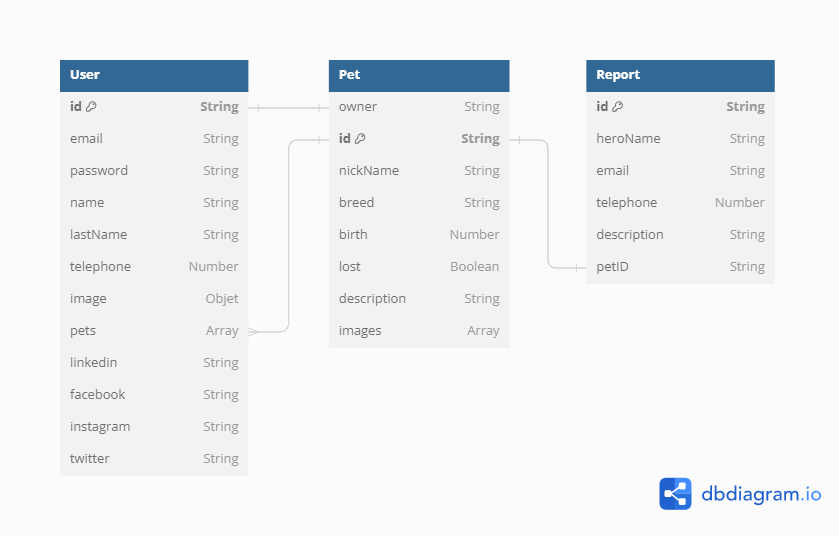 User
id String
email String
password String
name String
lastName String
telephone Number
image Objet
pets Array
linkedin String
facebook String
instagram String
twitter String
Pet
owner String
id String
nickName String
breed String
birth Number
lost Boolean
description String
images Array
Report
id String
heroName String
email String
telephone Number
description String
petID String
dbdiagram.io